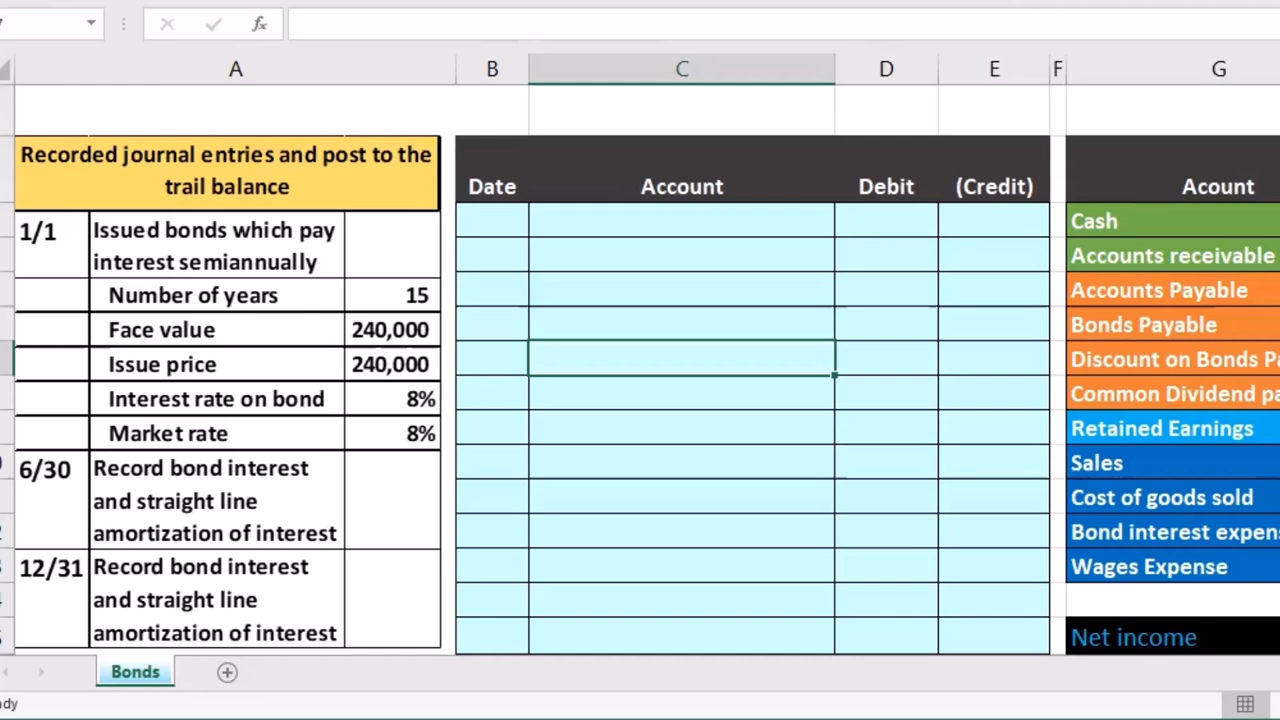 7
fx
A B C D E F G
Recorded journal entries and post to the
trail balance
Date Account Debit (Credit) Acount
1/1 Issued bonds which pay
interest semiannually
Number of years 15
Face value 240,000
Issue price 240,000
Interest rate on bond 8%
Market rate 8%
6/30 Record bond interest
and straight line
amortization of interest
12/31 Record bond interest
and straight line
amortization of interest
Cash
Accounts receivable
Accounts Payable
Bonds Payable
Discount on Bonds Pa
Common Dividend pa
Retained Earnings
Sales
Cost of goods sold
Bond interest expen
Wages Expense
Net income
Bonds
ady